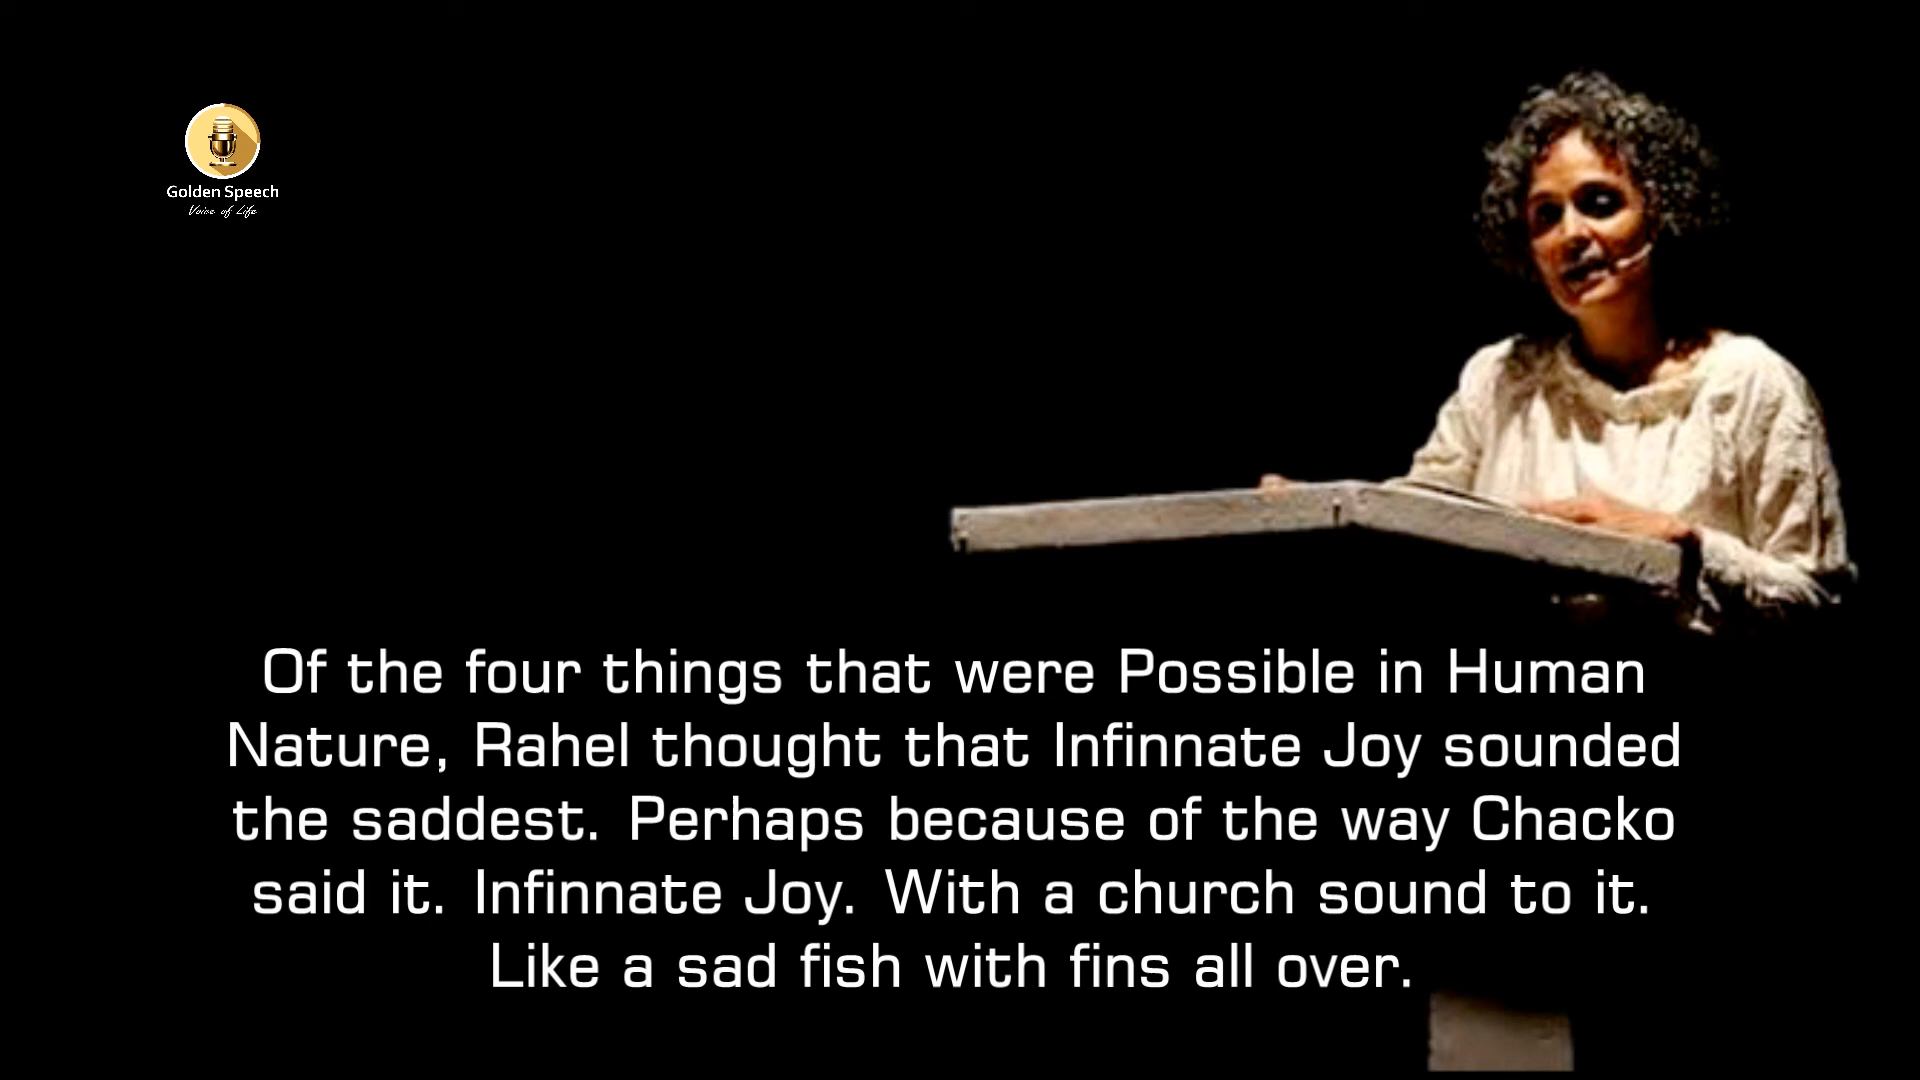 Golden Speech
Voice of Life
Of the four things that were Possible in Human
Nature, Rahel thought that Infinnate Joy sounded
the saddest. Perhaps because of the way Chacko
said it. Infinnate Joy. With a church sound to it.
Like a sad fish with fins all over.